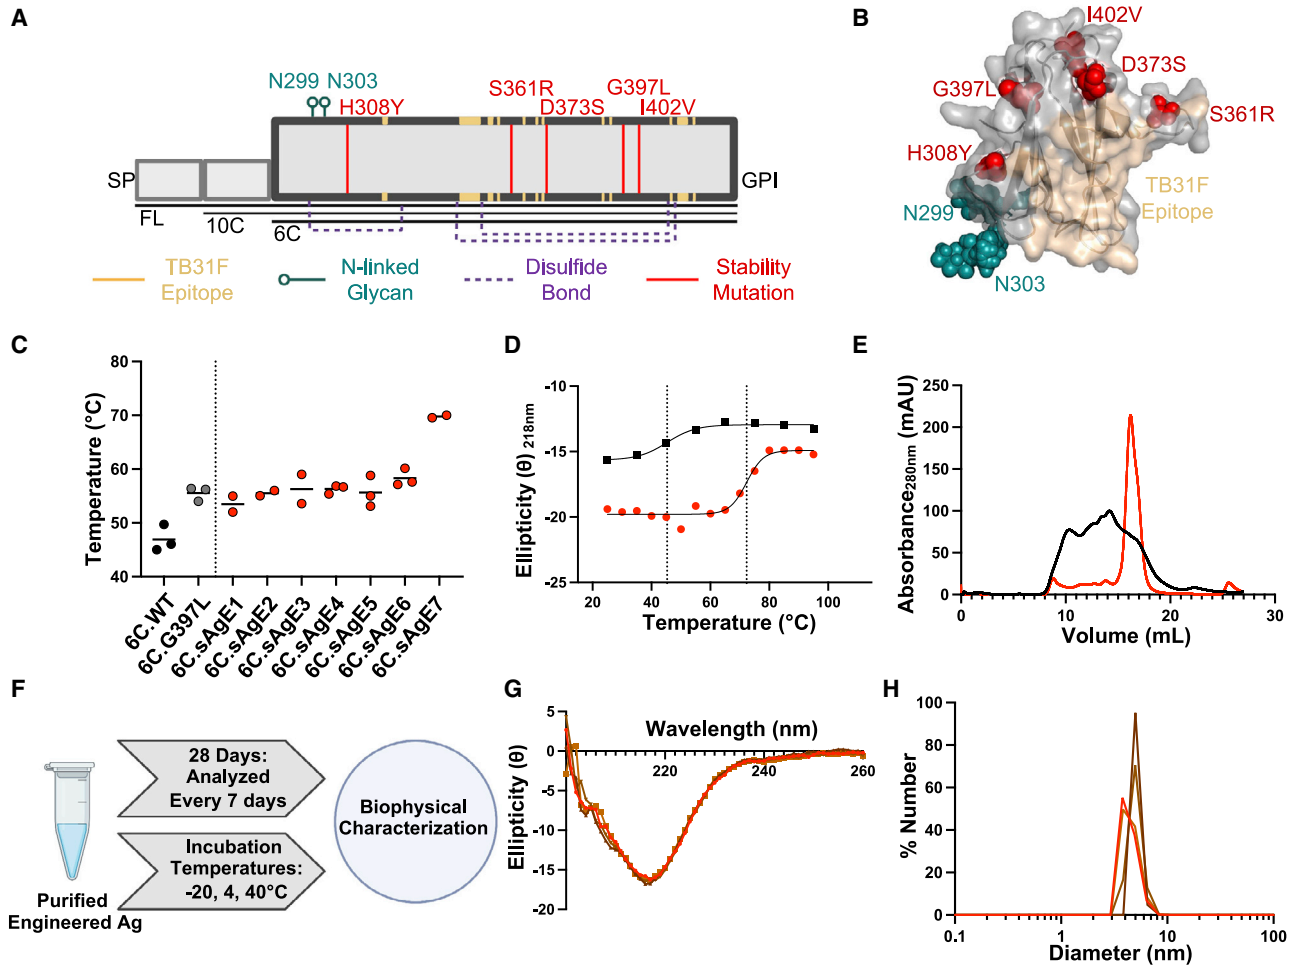 A
N299 N303
H308Y
S361R
D373S
G397L
I402V
SP
GPI
FL
10C
6C
TB31F
Epitope
N-linked
Glycan
Disulfide
Bond
Stability
Mutation
B
I402V
D373S
G397L
S361R
H308Y
N299
TB31F
Epitope
N303
C
Temperature (°C)
80
70
60
50
40
6C.WT
6C.G397L
6C.sAgE1
6C.sAgE2
6C.sAgE3
6C.sAgE4
6C.sAgE5
6C.sAgE6
6C.sAgE7
D
Ellipticity (θ) 218nm
-10
-15
-20
-25
20 40 60 80 100
Temperature (°C)
E
Absorbance280nm (mAU)
250
200
150
100
50
0
0 10 20 30
Volume (mL)
F
28 Days:
Analyzed
Every 7 days
Incubation
Temperatures:
-20, 4, 40°C
Biophysical
Characterization
Purified
Engineered Ag
G
Wavelength (nm)
Ellipticity (θ)
5
0
-5
-10
-15
-20
220 240 260
H
% Number
100
80
60
40
20
0
0.1 1 10 100
Diameter (nm)